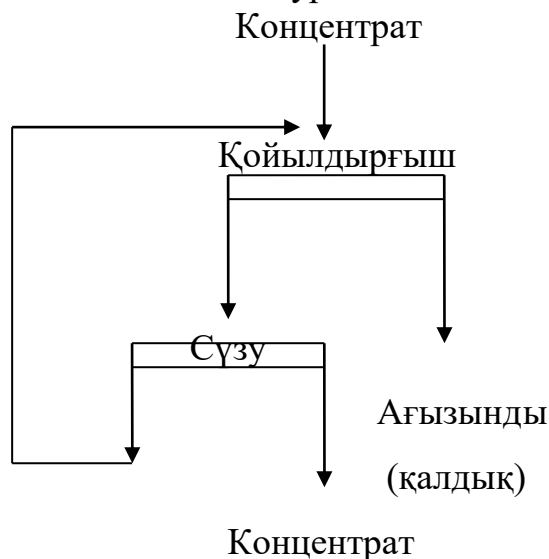 Концентрат
Қойылдырғыш
Сүзу
Ағызынды
(қалдық)
Концентрат